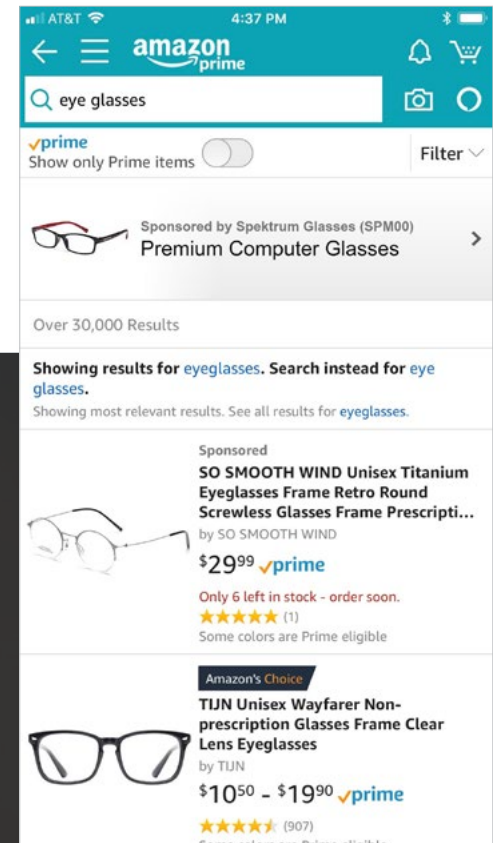 AT&T 4:37 PM
amazon
prime
eye glasses
prime
Show only Prime items
Filter
Sponsored by Spektrum Glasses (SPM00)
Premium Computer Glasses
Over 30,000 Results
Showing results for eyeglasses. Search instead for eye
glasses.
Showing most relevant results. See all results for eyeglasses.
Sponsored
SO SMOOTH WIND Unisex Titanium
Eyeglasses Frame Retro Round
Screwless Glasses Frame Prescripti...
by SO SMOOTH WIND
$29.99 prime
Only 6 left in stock - order soon.
(1)
Some colors are Prime eligible
Amazon's Choice
TIJN Unisex Wayfarer Non-
prescription Glasses Frame Clear
Lens Eyeglasses
by TIJN
$10.50 - $19.90 prime
(907)
Some colors are Prime eligible